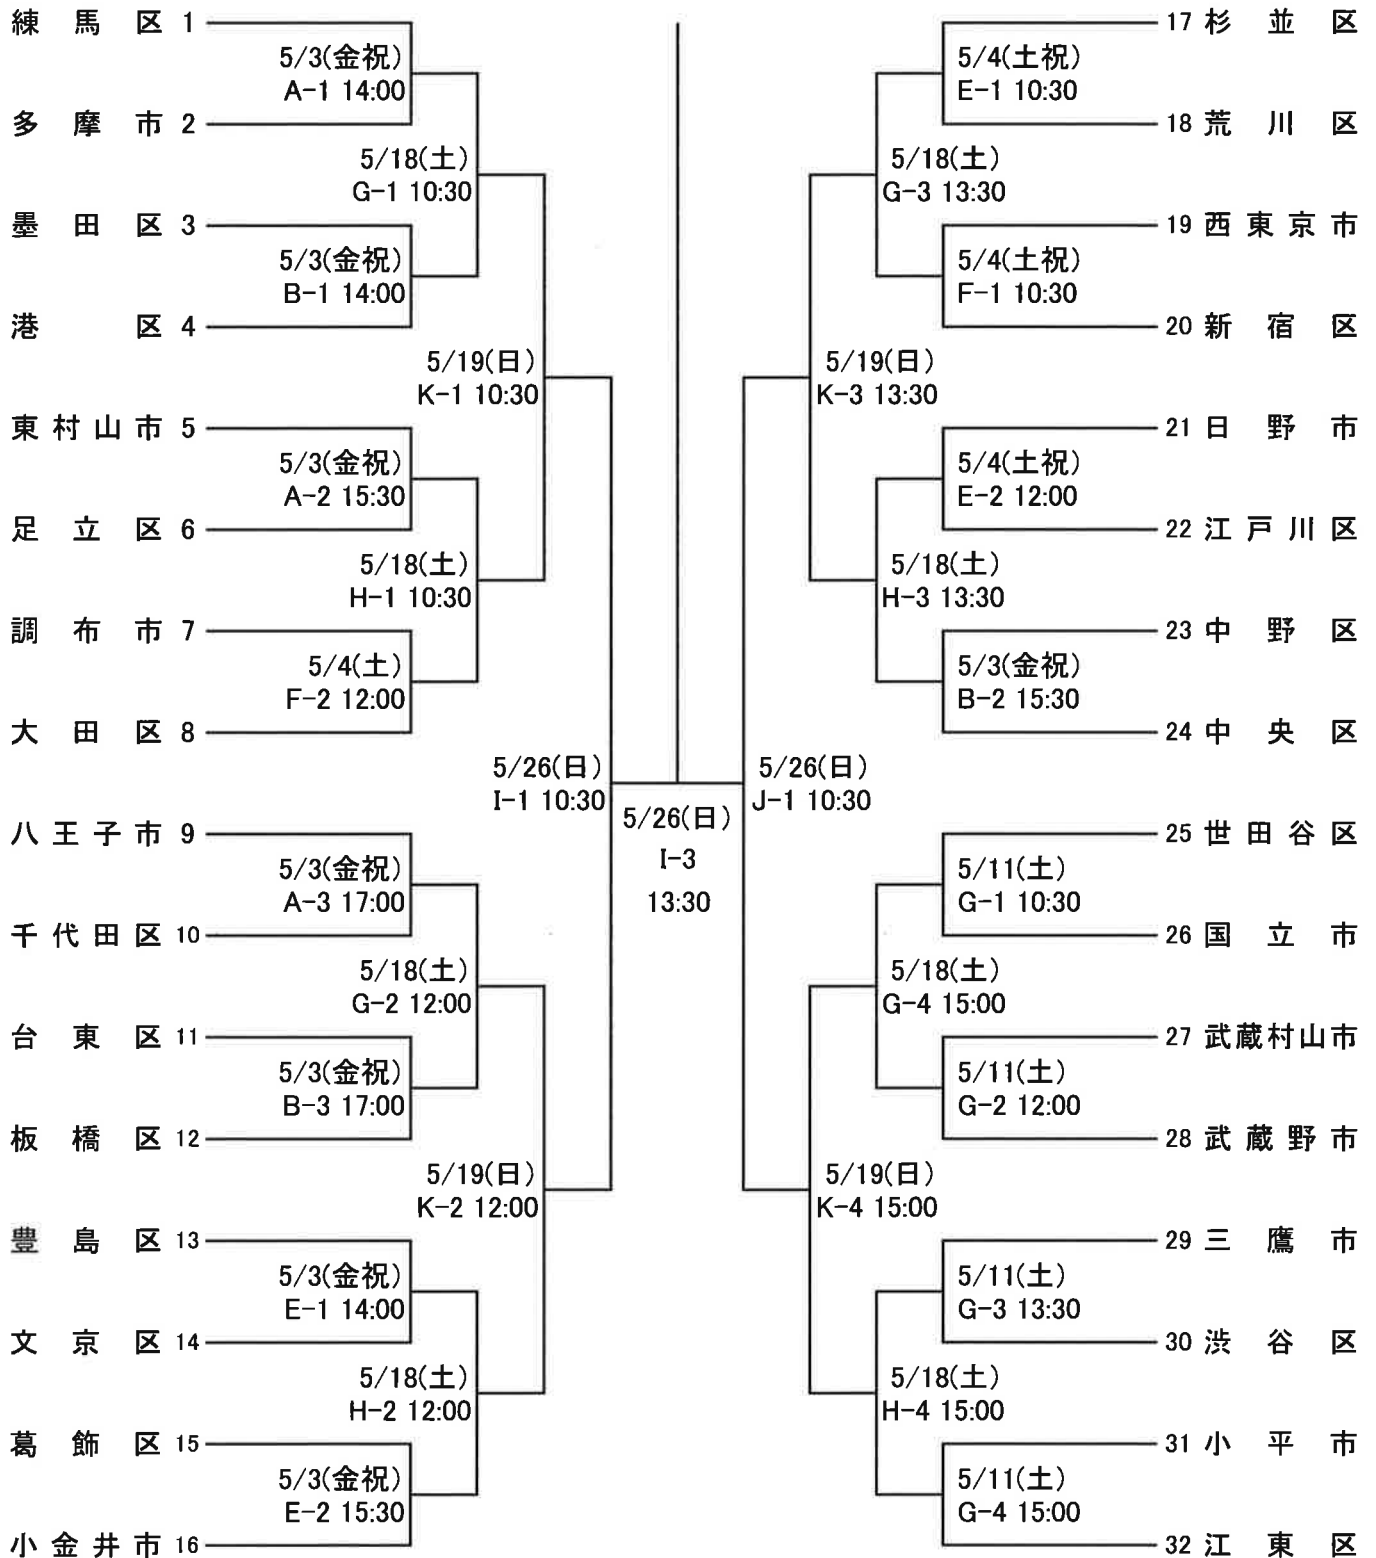 練馬区 1
5/3(金祝)
A-1 14:00
多摩市 2
5/18(土)
G-1 10:30
墨田区 3
5/3(金祝)
B-1 14:00
港区 4
5/19(日)
K-1 10:30
東村山市 5
5/3(金祝)
A-2 15:30
足立区 6
5/18(土)
H-1 10:30
調布市 7
5/4(土)
F-2 12:00
大田区 8
5/26(日)
I-1 10:30
八王子市 9
5/3(金祝)
A-3 17:00
千代田区 10
5/18(土)
G-2 12:00
台東区 11
5/3(金祝)
B-3 17:00
板橋区 12
5/19(日)
K-2 12:00
豊島区 13
5/3(金祝)
E-1 14:00
文京区 14
5/18(土)
H-2 12:00
葛飾区 15
5/3(金祝)
E-2 15:30
小金井市 16
5/26(日)
I-3
13:30
17 杉並区
5/4(土祝)
E-1 10:30
18 荒川区
5/18(土)
G-3 13:30
19 西東京市
5/4(土祝)
F-1 10:30
20 新宿区
5/19(日)
K-3 13:30
21 日野市
5/4(土祝)
E-2 12:00
22 江戸川区
5/18(土)
H-3 13:30
23 中野区
5/3(金祝)
B-2 15:30
24 中央区
5/26(日)
J-1 10:30
25 世田谷区
5/11(土)
G-1 10:30
26 国立市
5/18(土)
G-4 15:00
27 武蔵村山市
5/11(土)
G-2 12:00
28 武蔵野市
5/19(日)
K-4 15:00
29 三鷹市
5/11(土)
G-3 13:30
30 渋谷区
5/18(土)
H-4 15:00
31 小平市
5/11(土)
G-4 15:00
32 江東区